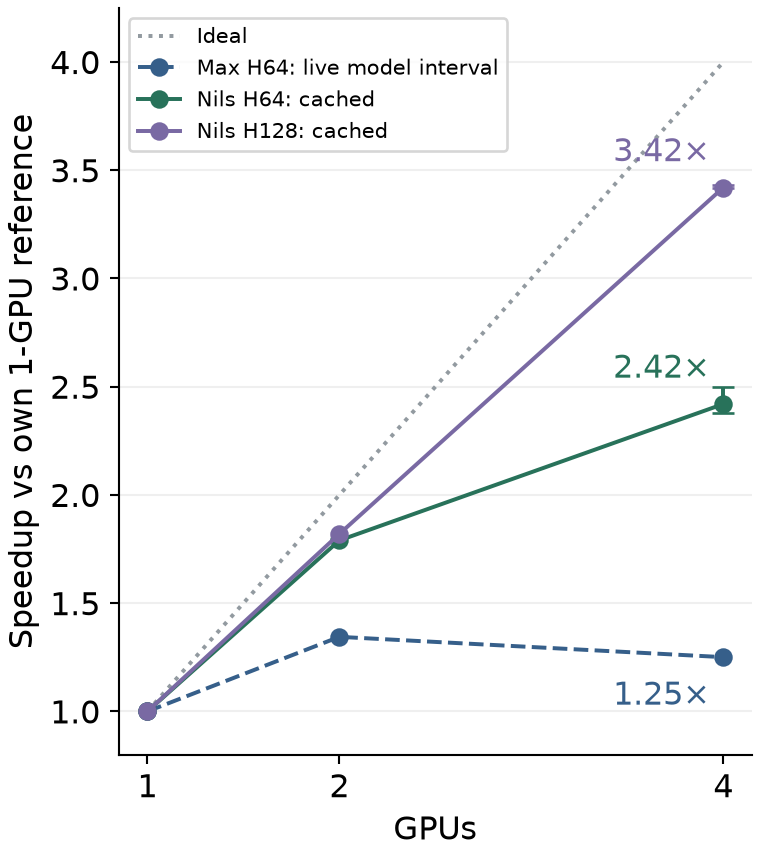 Ideal
Max H64: live model interval
Nils H64: cached
Nils H128: cached
4.0
3.5
3.0
2.5
2.0
1.5
1.0
Speedup vs own 1-GPU reference
3.42×
2.42×
1.25×
1
2
4
GPUs